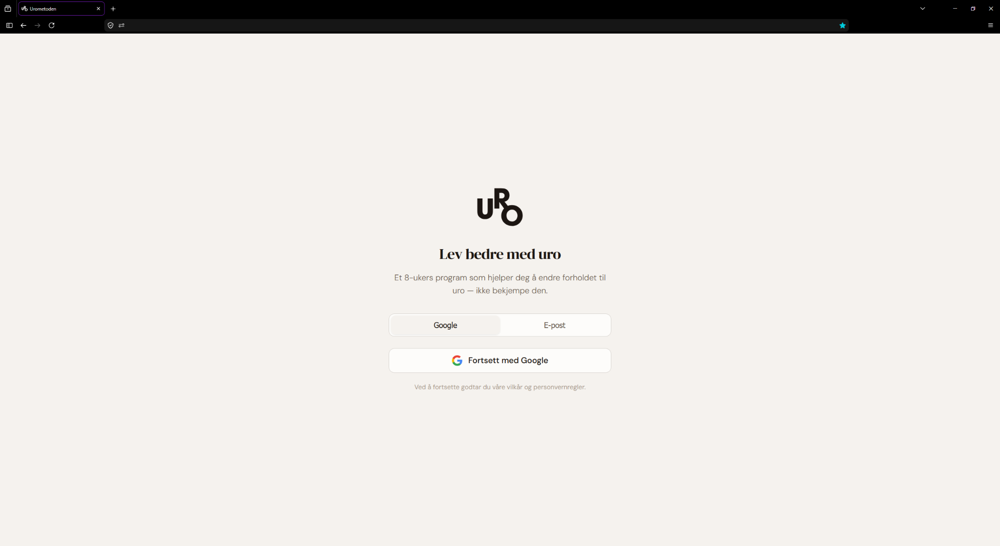 Urometoden
URO
Lev bedre med uro
Et 8-ukers program som hjelper deg å endre forholdet til
uro — ikke bekjempe den.
Google
E-post
Fortsett med Google
Ved å fortsette godtar du våre vilkår og personvernregler.